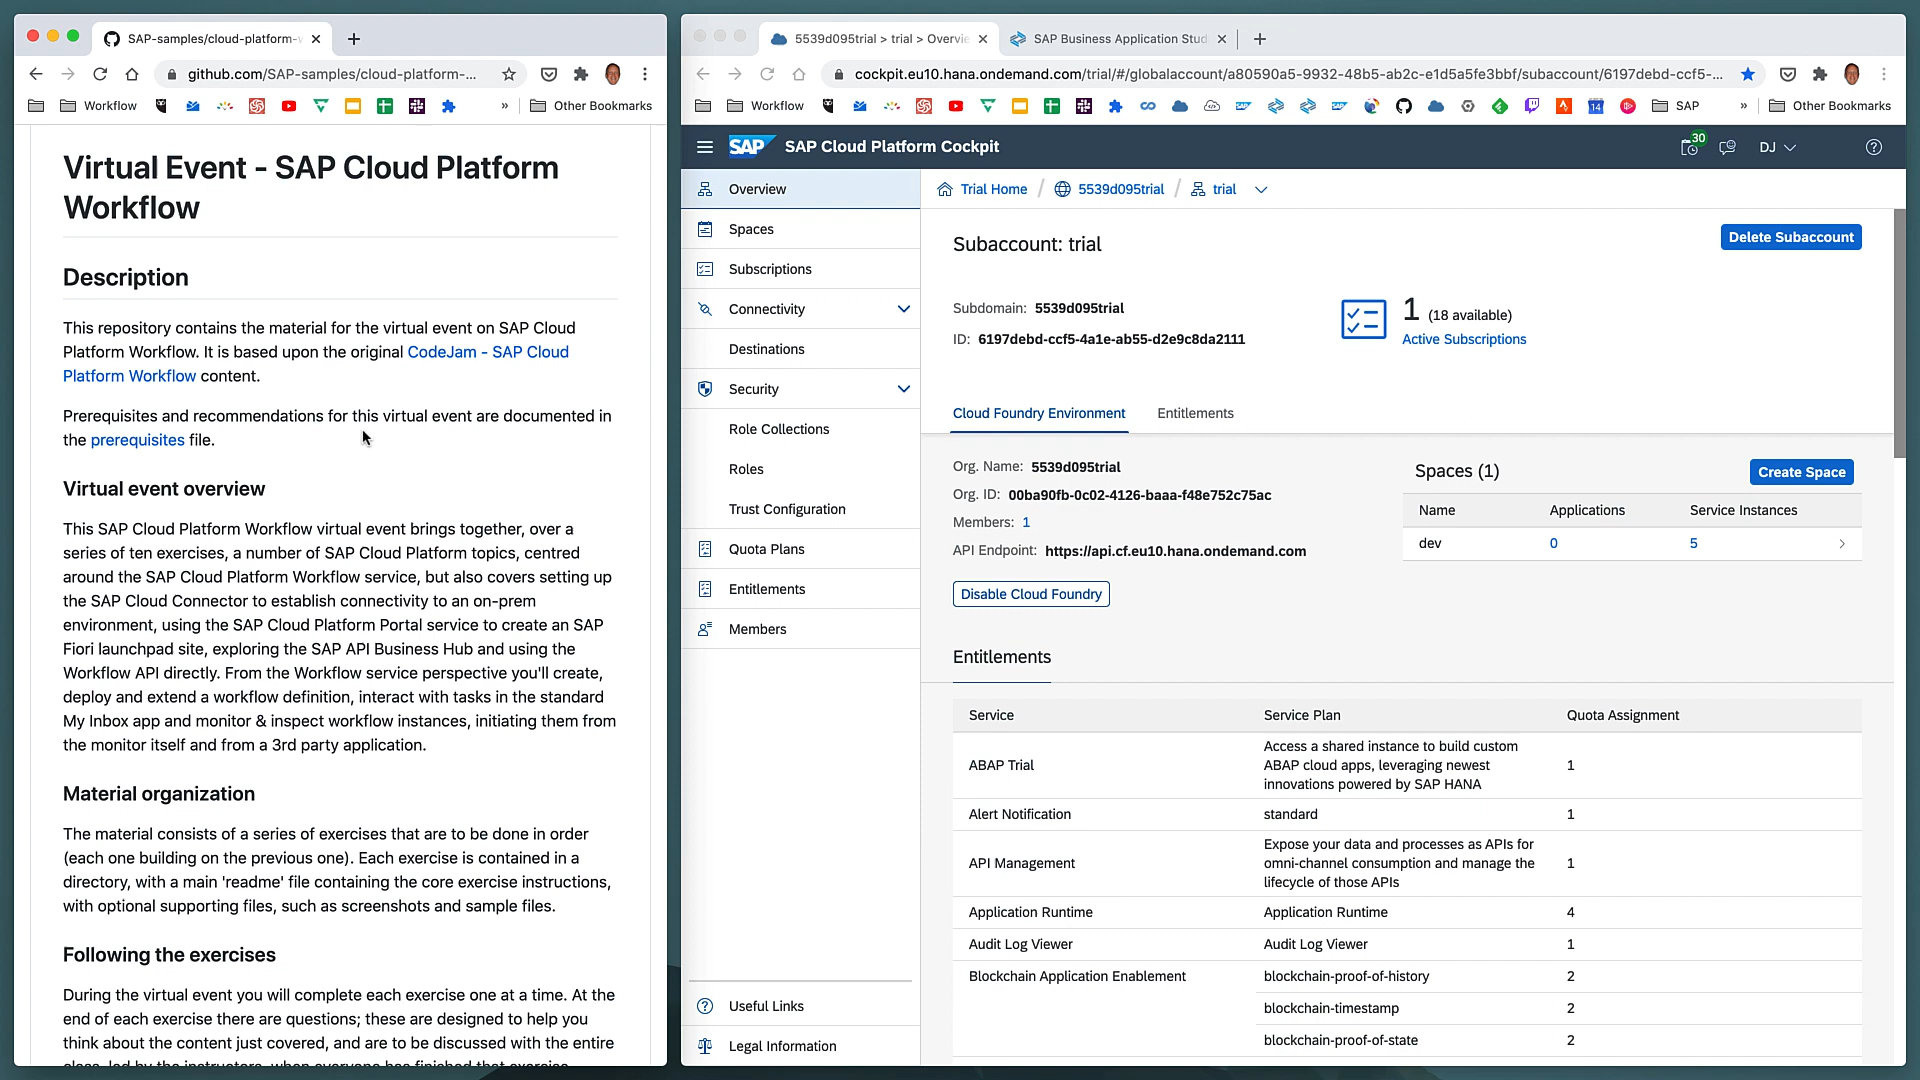 SAP-samples/cloud-platform-
github.com/SAP-samples/cloud-platform-...
Workflow
»
Other Bookmarks
Virtual Event - SAP Cloud Platform
Workflow
Description
This repository contains the material for the virtual event on SAP Cloud
Platform Workflow. It is based upon the original CodeJam - SAP Cloud
Platform Workflow content.
Prerequisites and recommendations for this virtual event are documented in
the prerequisites file.
Virtual event overview
This SAP Cloud Platform Workflow virtual event brings together, over a
series of ten exercises, a number of SAP Cloud Platform topics, centred
around the SAP Cloud Platform Workflow service, but also covers setting up
the SAP Cloud Connector to establish connectivity to an on-prem
environment, using the SAP Cloud Platform Portal service to create an SAP
Fiori launchpad site, exploring the SAP API Business Hub and using the
Workflow API directly. From the Workflow service perspective you'll create,
deploy and extend a workflow definition, interact with tasks in the standard
My Inbox app and monitor & inspect workflow instances, initiating them from
the monitor itself and from a 3rd party application.
Material organization
The material consists of a series of exercises that are to be done in order
(each one building on the previous one). Each exercise is contained in a
directory, with a main 'readme' file containing the core exercise instructions,
with optional supporting files, such as screenshots and sample files.
Following the exercises
During the virtual event you will complete each exercise one at a time. At the
end of each exercise there are questions; these are designed to help you
think about the content just covered, and are to be discussed with the entire
class, led by the instructors, when everyone has finished that exercise.
5539d095trial > trial > Overvie
SAP Business Application Stud
cockpit.eu10.hana.ondemand.com/trial/#/globalaccount/a80590a5-9932-48b5-ab2c-e1d5a5fe3bbf/subaccount/6197debd-ccf5-...
Workflow
14
SAP
»
Other Bookmarks
SAP
SAP Cloud Platform Cockpit
30
DJ
Overview
Spaces
Subscriptions
Connectivity
Destinations
Security
Role Collections
Roles
Trust Configuration
Quota Plans
Entitlements
Members
Useful Links
Legal Information
Trial Home / 5539d095trial / trial
Subaccount: trial
Delete Subaccount
Subdomain: 5539d095trial
ID: 6197debd-ccf5-4a1e-ab55-d2e9c8da2111
1 (18 available)
Active Subscriptions
Cloud Foundry Environment
Entitlements
Org. Name: 5539d095trial
Org. ID: 00ba90fb-0c02-4126-baaa-f48e752c75ac
Members: 1
API Endpoint: https://api.cf.eu10.hana.ondemand.com
Disable Cloud Foundry
Spaces (1)
Create Space
Name Applications Service Instances
dev 0 5
Entitlements
Service Service Plan Quota Assignment
ABAP Trial
Access a shared instance to build custom
ABAP cloud apps, leveraging newest
innovations powered by SAP HANA
1
Alert Notification standard 1
API Management
Expose your data and processes as APIs for
omni-channel consumption and manage the
lifecycle of those APIs
1
Application Runtime Application Runtime 4
Audit Log Viewer Audit Log Viewer 1
Blockchain Application Enablement blockchain-proof-of-history 2
blockchain-timestamp 2
blockchain-proof-of-state 2